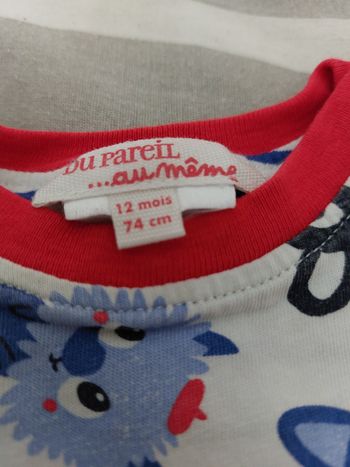 DU PAREIL
...au même
12 mois
74 cm